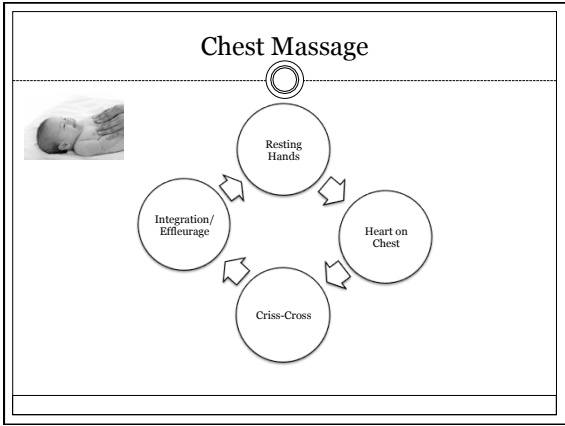 Chest Massage
Resting
Hands
Heart on
Chest
Criss-Cross
Integration/
Effleurage